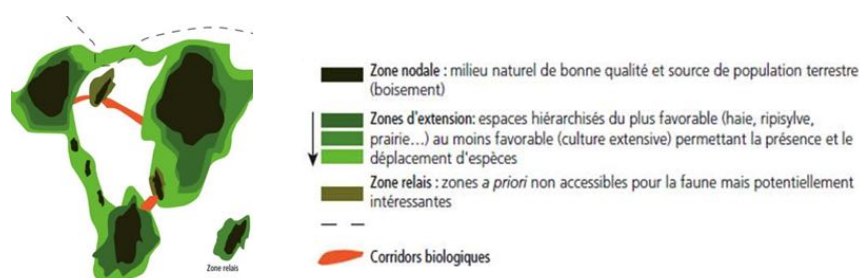 Zone nodale : milieu naturel de bonne qualité et source de population terrestre
(boisement)
Zones d'extension: espaces hiérarchisés du plus favorable (haie, ripisylve,
prairie...) au moins favorable (culture extensive) permettant la présence et le
déplacement d'espèces
Zone relais : zones a priori non accessibles pour la faune mais potentiellement
intéressantes
Corridors biologiques
Zone relais